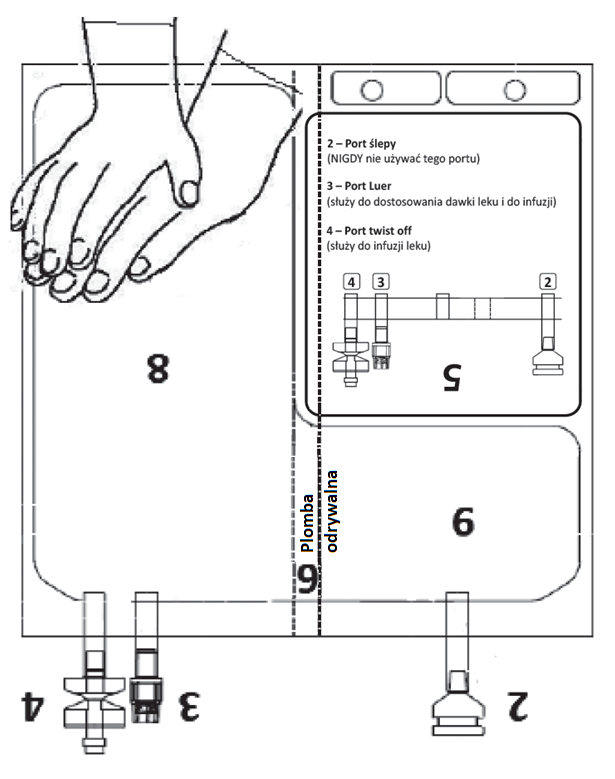 2 – Port ślepy
(NIGDY nie używać tego portu)
3 – Port Luer
(służy do dostosowania dawki leku i do infuzji)
4 – Port twist off
(służy do infuzji leku)
4 3 2
8
5
Plomba
odrywalna
6
9
4
3
2